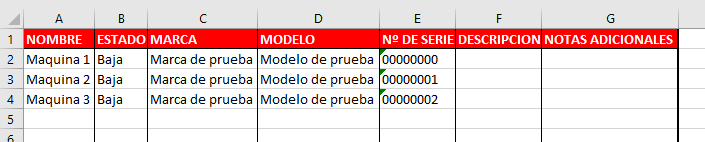 A B C D E F G
1 NOMBRE ESTADO MARCA MODELO Nº DE SERIE DESCRIPCION NOTAS ADICIONALES
2 Maquina 1 Baja Marca de prueba Modelo de prueba 00000000
3 Maquina 2 Baja Marca de prueba Modelo de prueba 00000001
4 Maquina 3 Baja Marca de prueba Modelo de prueba 00000002
5
6